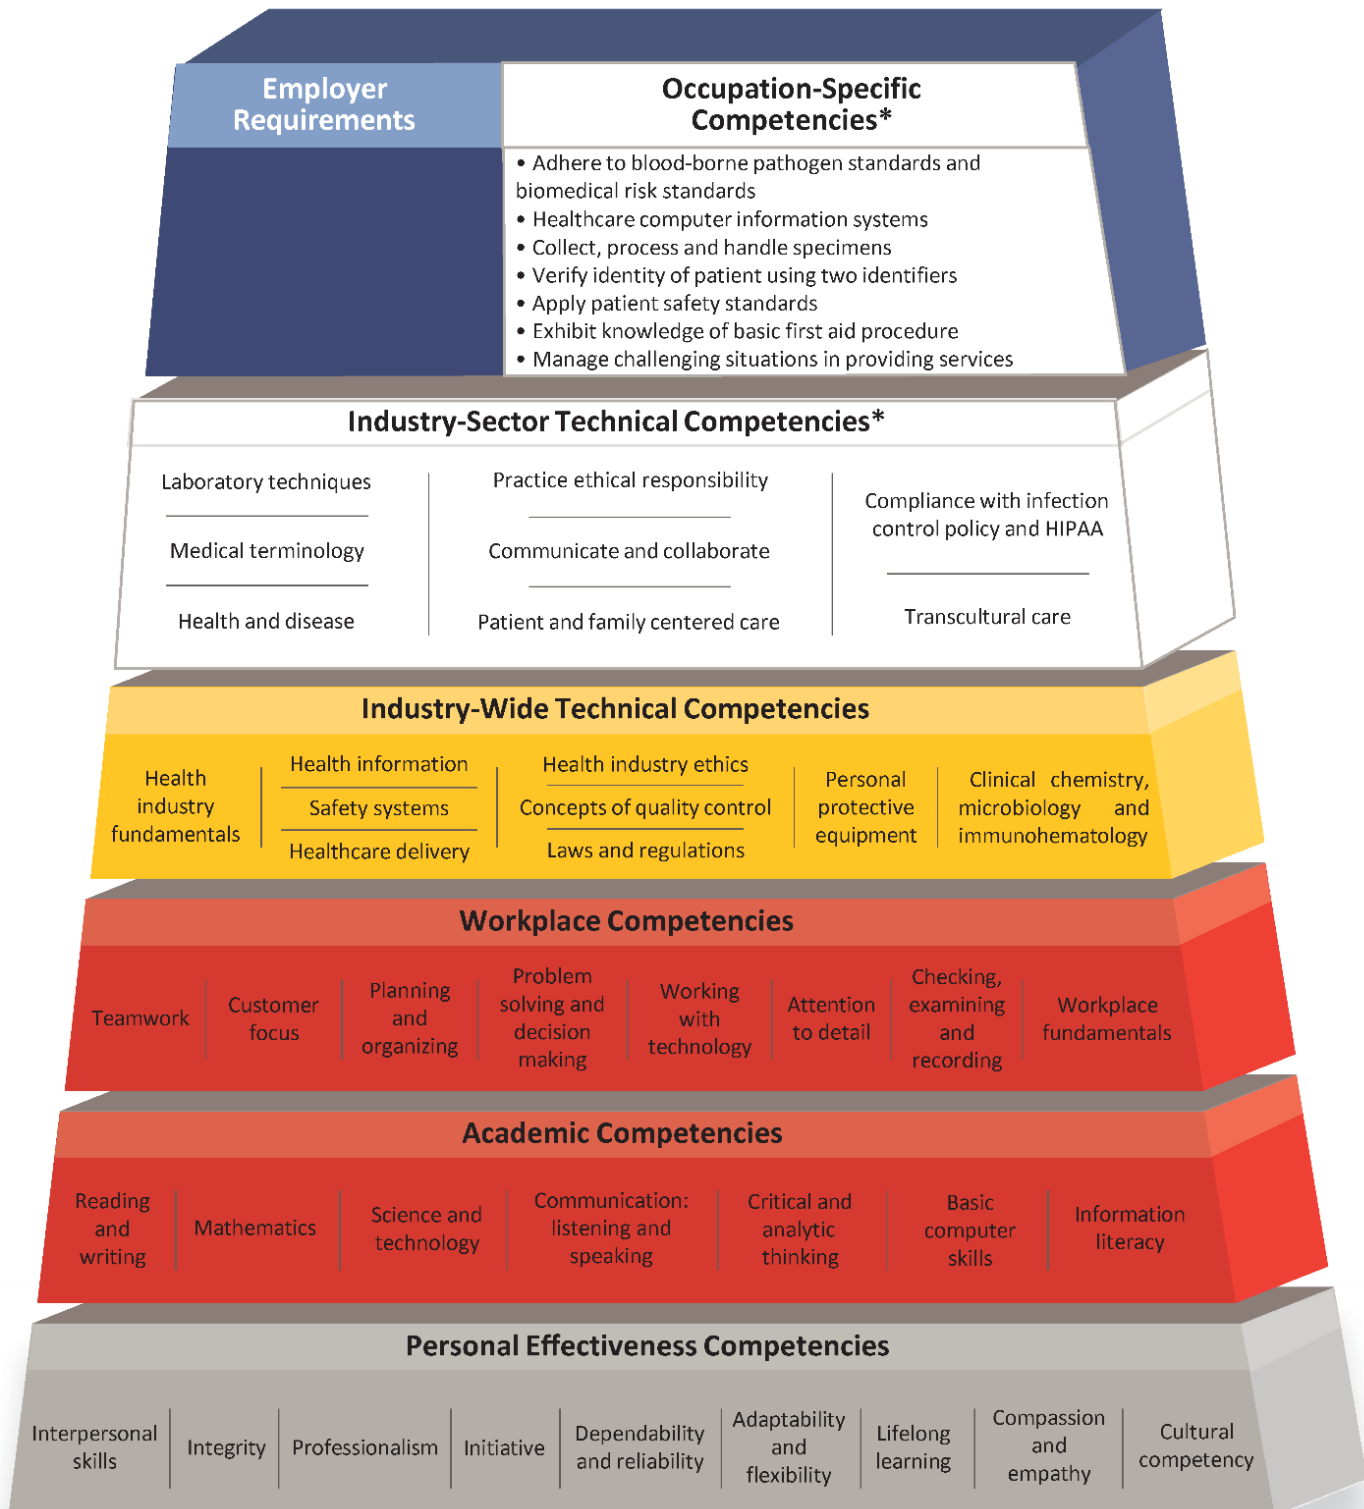 Employer
Requirements
Occupation-Specific
Competencies*
• Adhere to blood-borne pathogen standards and
biomedical risk standards
• Healthcare computer information systems
• Collect, process and handle specimens
• Verify identity of patient using two identifiers
• Apply patient safety standards
• Exhibit knowledge of basic first aid procedure
• Manage challenging situations in providing services
Industry-Sector Technical Competencies*
Laboratory techniques
Medical terminology
Health and disease
Practice ethical responsibility
Communicate and collaborate
Patient and family centered care
Compliance with infection
control policy and HIPAA
Transcultural care
Industry-Wide Technical Competencies
Health
industry
fundamentals
Health information
Safety systems
Healthcare delivery
Health industry ethics
Concepts of quality control
Laws and regulations
Personal
protective
equipment
Clinical chemistry,
microbiology and
immunohematology
Workplace Competencies
Teamwork
Customer
focus
Planning
and
organizing
Problem
solving and
decision
making
Working
with
technology
Attention
to detail
Checking,
examining
and
recording
Workplace
fundamentals
Academic Competencies
Reading
and
writing
Mathematics
Science and
technology
Communication:
listening and
speaking
Critical and
analytic
thinking
Basic
computer
skills
Information
literacy
Personal Effectiveness Competencies
Interpersonal
skills
Integrity
Professionalism
Initiative
Dependability
and reliability
Adaptability
and
flexibility
Lifelong
learning
Compassion
and
empathy
Cultural
competency